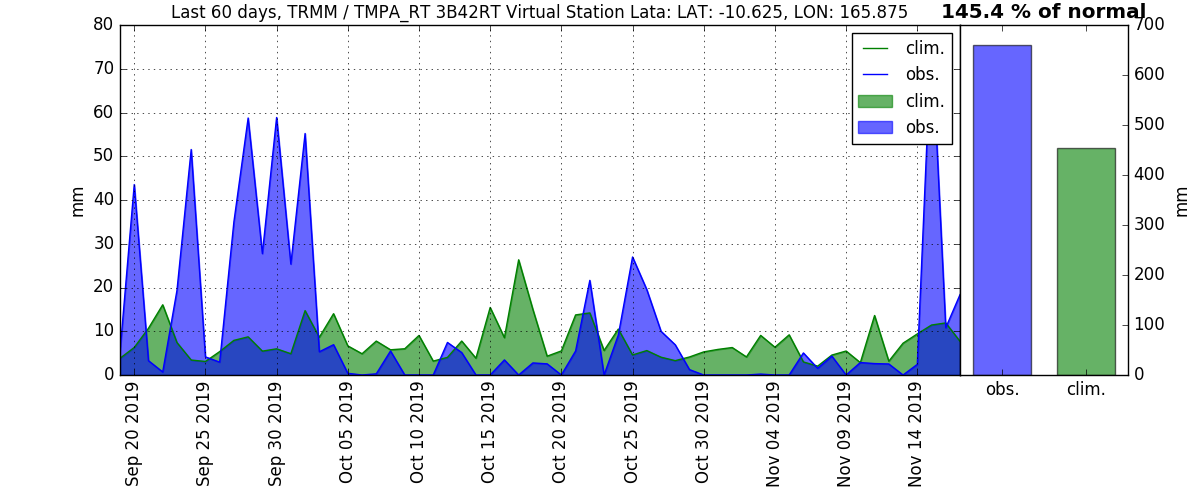 Last 60 days, TRMM / TMPA_RT 3B42RT Virtual Station Lata: LAT: -10.625, LON: 165.875
145.4 % of normal
80
70
60
50
40
30
20
10
0
mm
clim.
obs.
clim.
obs.
700
600
500
400
300
200
100
0
mm
obs.
clim.
Sep 20 2019
Sep 25 2019
Sep 30 2019
Oct 05 2019
Oct 10 2019
Oct 15 2019
Oct 20 2019
Oct 25 2019
Oct 30 2019
Nov 04 2019
Nov 09 2019
Nov 14 2019